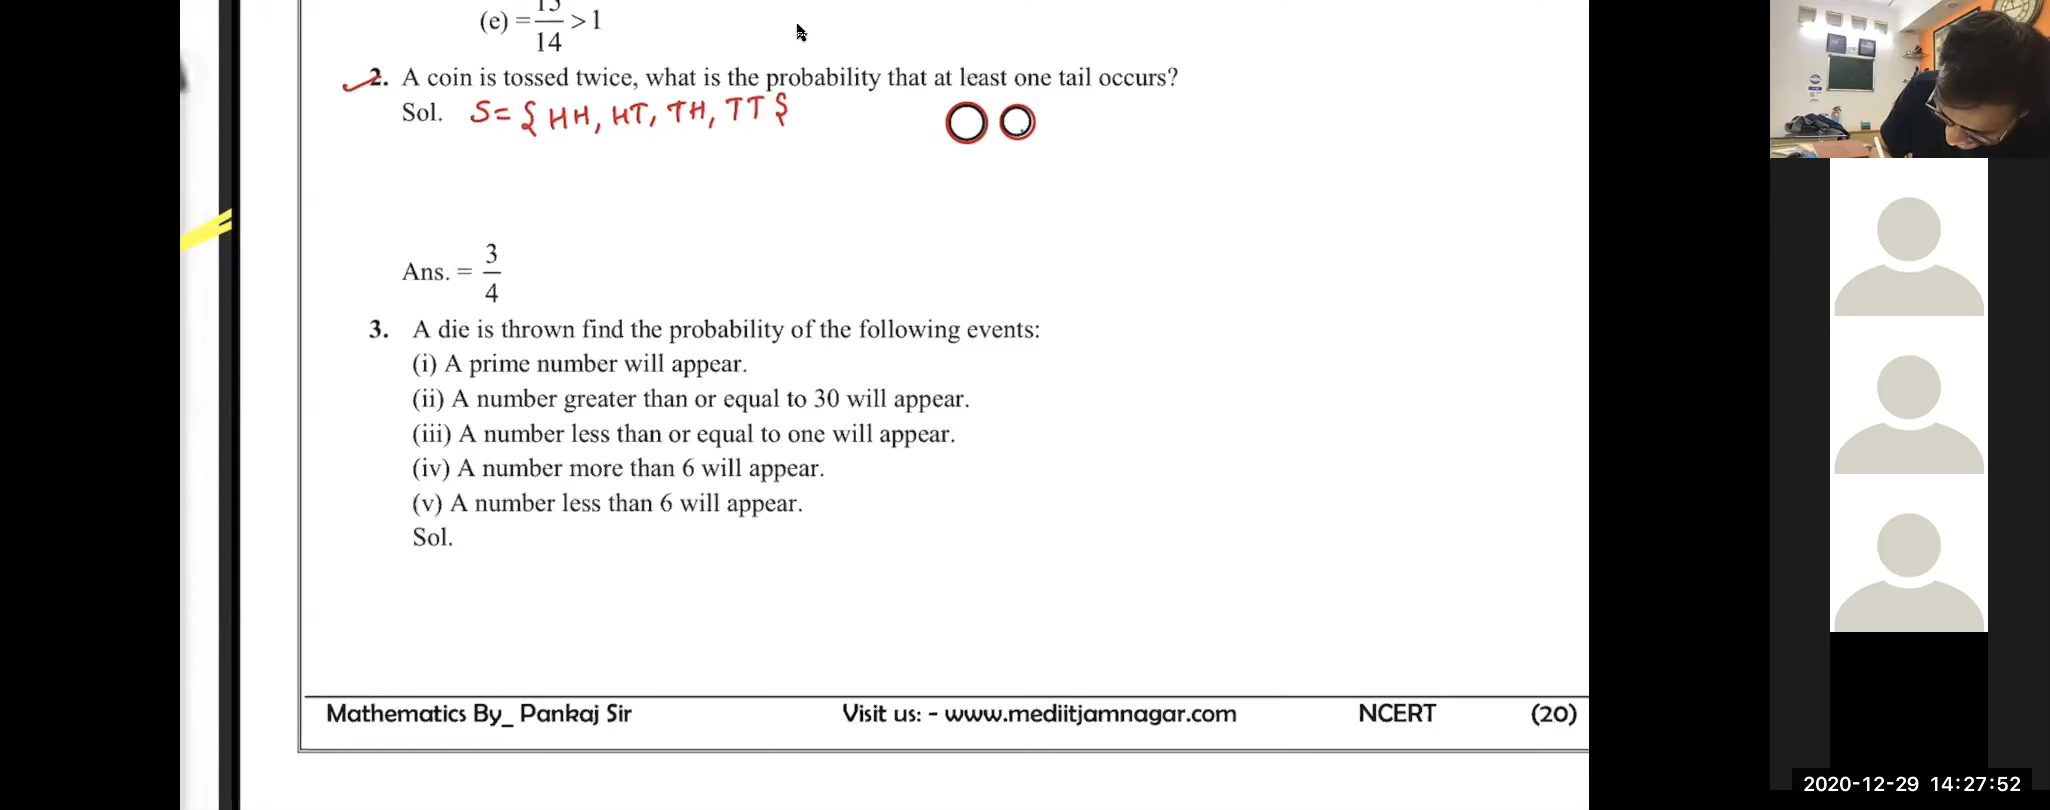 (e) = 15/14 > 1
2. A coin is tossed twice, what is the probability that at least one tail occurs?
Sol. S = { HH, HT, TH, TT }
Ans. = 3/4
3. A die is thrown find the probability of the following events:
(i) A prime number will appear.
(ii) A number greater than or equal to 30 will appear.
(iii) A number less than or equal to one will appear.
(iv) A number more than 6 will appear.
(v) A number less than 6 will appear.
Sol.
Mathematics By_ Pankaj Sir Visit us: - www.mediitjamnagar.com NCERT (20)
2020-12-29 14:27:52